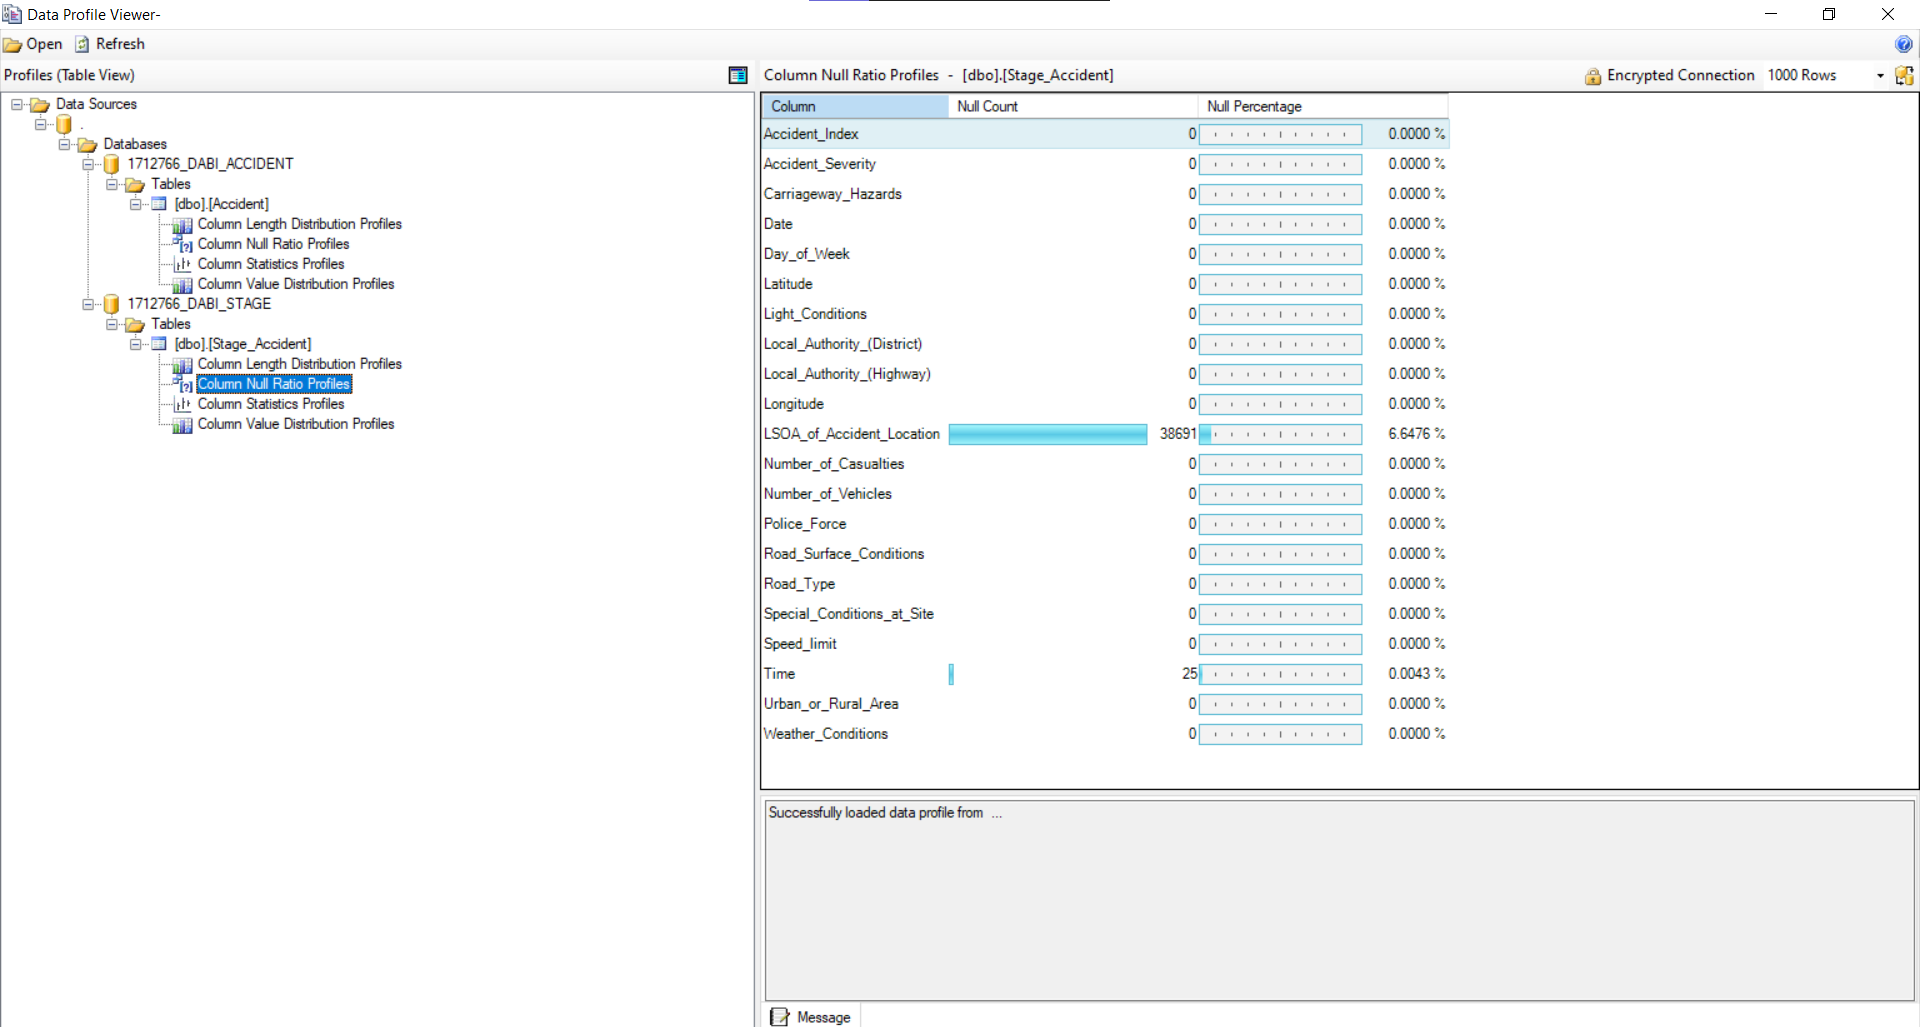 Data Profile Viewer-
Open Refresh
Profiles (Table View)
Data Sources
.
Databases
1712766_DABI_ACCIDENT
Tables
[dbo].[Accident]
Column Length Distribution Profiles
Column Null Ratio Profiles
Column Statistics Profiles
Column Value Distribution Profiles
1712766_DABI_STAGE
Tables
[dbo].[Stage_Accident]
Column Length Distribution Profiles
Column Null Ratio Profiles
Column Statistics Profiles
Column Value Distribution Profiles
Column Null Ratio Profiles - [dbo].[Stage_Accident] Encrypted Connection 1000 Rows
Column Null Count Null Percentage
Accident_Index 0 0.0000 %
Accident_Severity 0 0.0000 %
Carriageway_Hazards 0 0.0000 %
Date 0 0.0000 %
Day_of_Week 0 0.0000 %
Latitude 0 0.0000 %
Light_Conditions 0 0.0000 %
Local_Authority_(District) 0 0.0000 %
Local_Authority_(Highway) 0 0.0000 %
Longitude 0 0.0000 %
LSOA_of_Accident_Location 38691 6.6476 %
Number_of_Casualties 0 0.0000 %
Number_of_Vehicles 0 0.0000 %
Police_Force 0 0.0000 %
Road_Surface_Conditions 0 0.0000 %
Road_Type 0 0.0000 %
Special_Conditions_at_Site 0 0.0000 %
Speed_limit 0 0.0000 %
Time 25 0.0043 %
Urban_or_Rural_Area 0 0.0000 %
Weather_Conditions 0 0.0000 %
Successfully loaded data profile from ...
Message